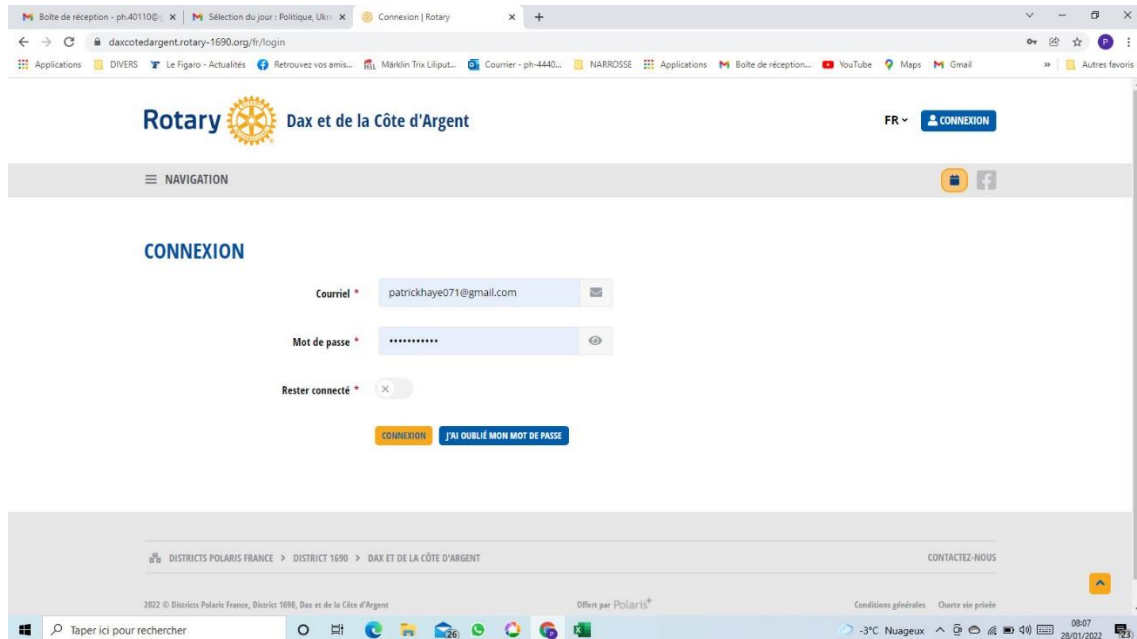 Boîte de réception - ph.40110@g
Sélection du jour : Politique, Ukr
Connexion | Rotary
daxcotedargent.rotary-1690.org/fr/login
Applications DIVERS Le Figaro - Actualités Retrouvez vos amis... Märklin Trix Liliput... Courrier - ph-4440... NARROSSE Applications Boîte de réception... YouTube Maps Gmail » Autres favoris
Rotary Dax et de la Côte d'Argent FR CONNEXION
NAVIGATION
CONNEXION
Courriel * patrickhaye071@gmail.com
Mot de passe * •••••••••••
Rester connecté *
CONNEXION J'AI OUBLIÉ MON MOT DE PASSE
DISTRICTS POLARIS FRANCE > DISTRICT 1690 > DAX ET DE LA CÔTE D'ARGENT CONTACTEZ-NOUS
2022 © Districts Polaris France, District 1690, Dax et de la Côte d'Argent Offert par Polaris+ Conditions générales Charte vie privée
Taper ici pour rechercher 26 -3°C Nuageux 08:07
28/01/2022 23